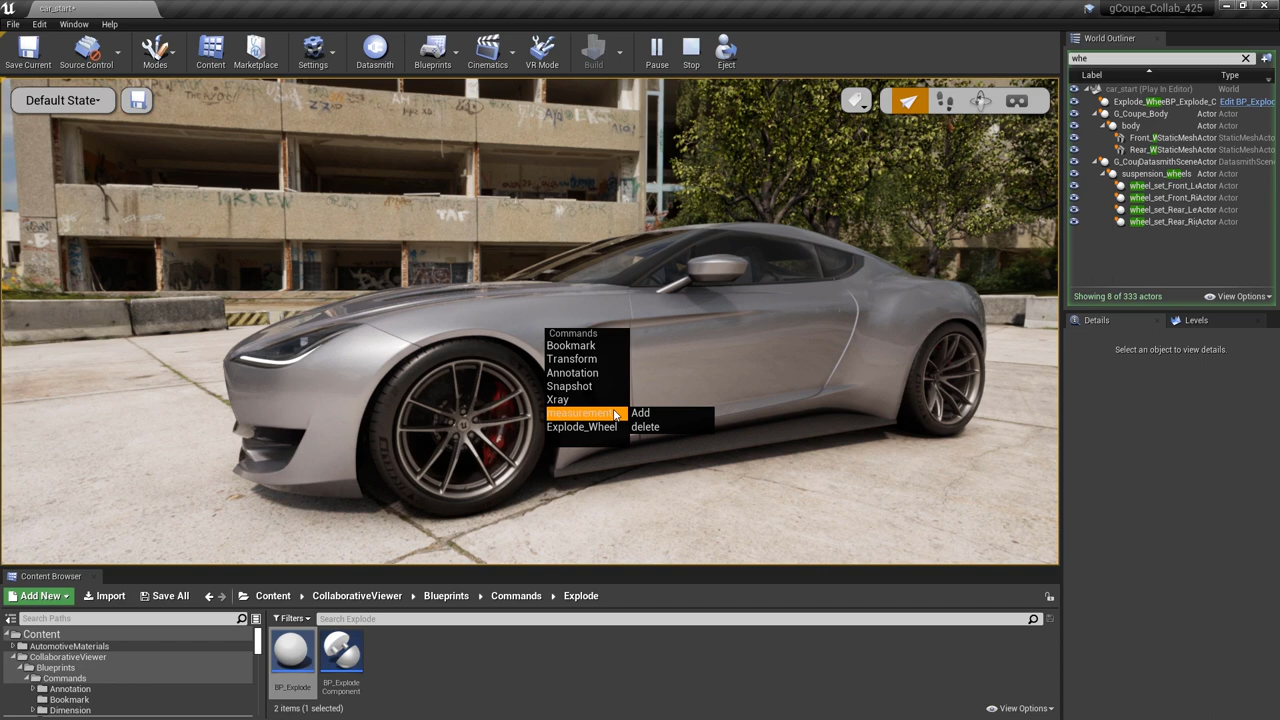 car_start*
gCoupe_Collab_425
File Edit Window Help
Save Current Source Control Modes Content Marketplace Settings Datasmith Blueprints Cinematics VR Mode Build Pause Stop Eject
Default State
TAF
Commands
Bookmark
Transform
Annotation
Snapshot
Xray
measurement
Explode_Wheel
Add
delete
World Outliner
whe
Label Type
car_start (Play In Editor) World
Explode_WheeBP_Explode_C Edit BP_Explod
G_Coupe_Body Actor Actor
body Actor Actor
Front_WStaticMeshActor StaticMeshActo
Rear_WStaticMeshActor StaticMeshActo
G_CoupDatasmithSceneActor DatasmithScen
suspension_wheels Actor Actor
wheel_set_Front_LeActor Actor
wheel_set_Front_RiActor Actor
wheel_set_Rear_LeActor Actor
wheel_set_Rear_RigActor Actor
Showing 8 of 333 actors View Options
Details Levels
Select an object to view details.
Content Browser
Add New Import Save All Content CollaborativeViewer Blueprints Commands Explode
Search Paths
Content
AutomotiveMaterials
CollaborativeViewer
Blueprints
Commands
Annotation
Bookmark
Dimension
Filters Search Explode
BP_Explode
BP_Explode
Component
2 items (1 selected) View Options